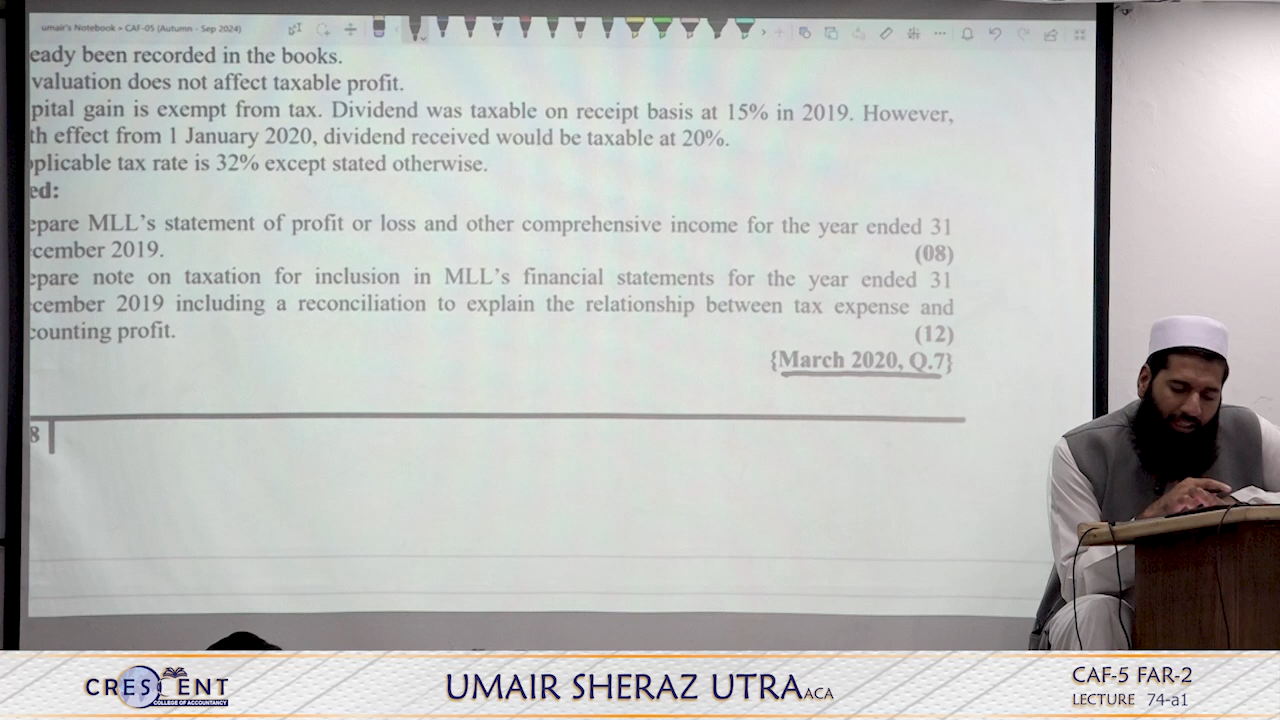 umair's Notebook » CAF-05 (Autumn - Sep 2024)
eady been recorded in the books.
valuation does not affect taxable profit.
pital gain is exempt from tax. Dividend was taxable on receipt basis at 15% in 2019. However,
th effect from 1 January 2020, dividend received would be taxable at 20%.
pplicable tax rate is 32% except stated otherwise.
ed:
epare MLL's statement of profit or loss and other comprehensive income for the year ended 31
cember 2019. (08)
epare note on taxation for inclusion in MLL's financial statements for the year ended 31
cember 2019 including a reconciliation to explain the relationship between tax expense and
counting profit. (12)
{March 2020, Q.7}
8
CRESCENT
COLLEGE OF ACCOUNTANCY
UMAIR SHERAZ UTRA ACA
CAF-5 FAR-2
LECTURE 74-a1